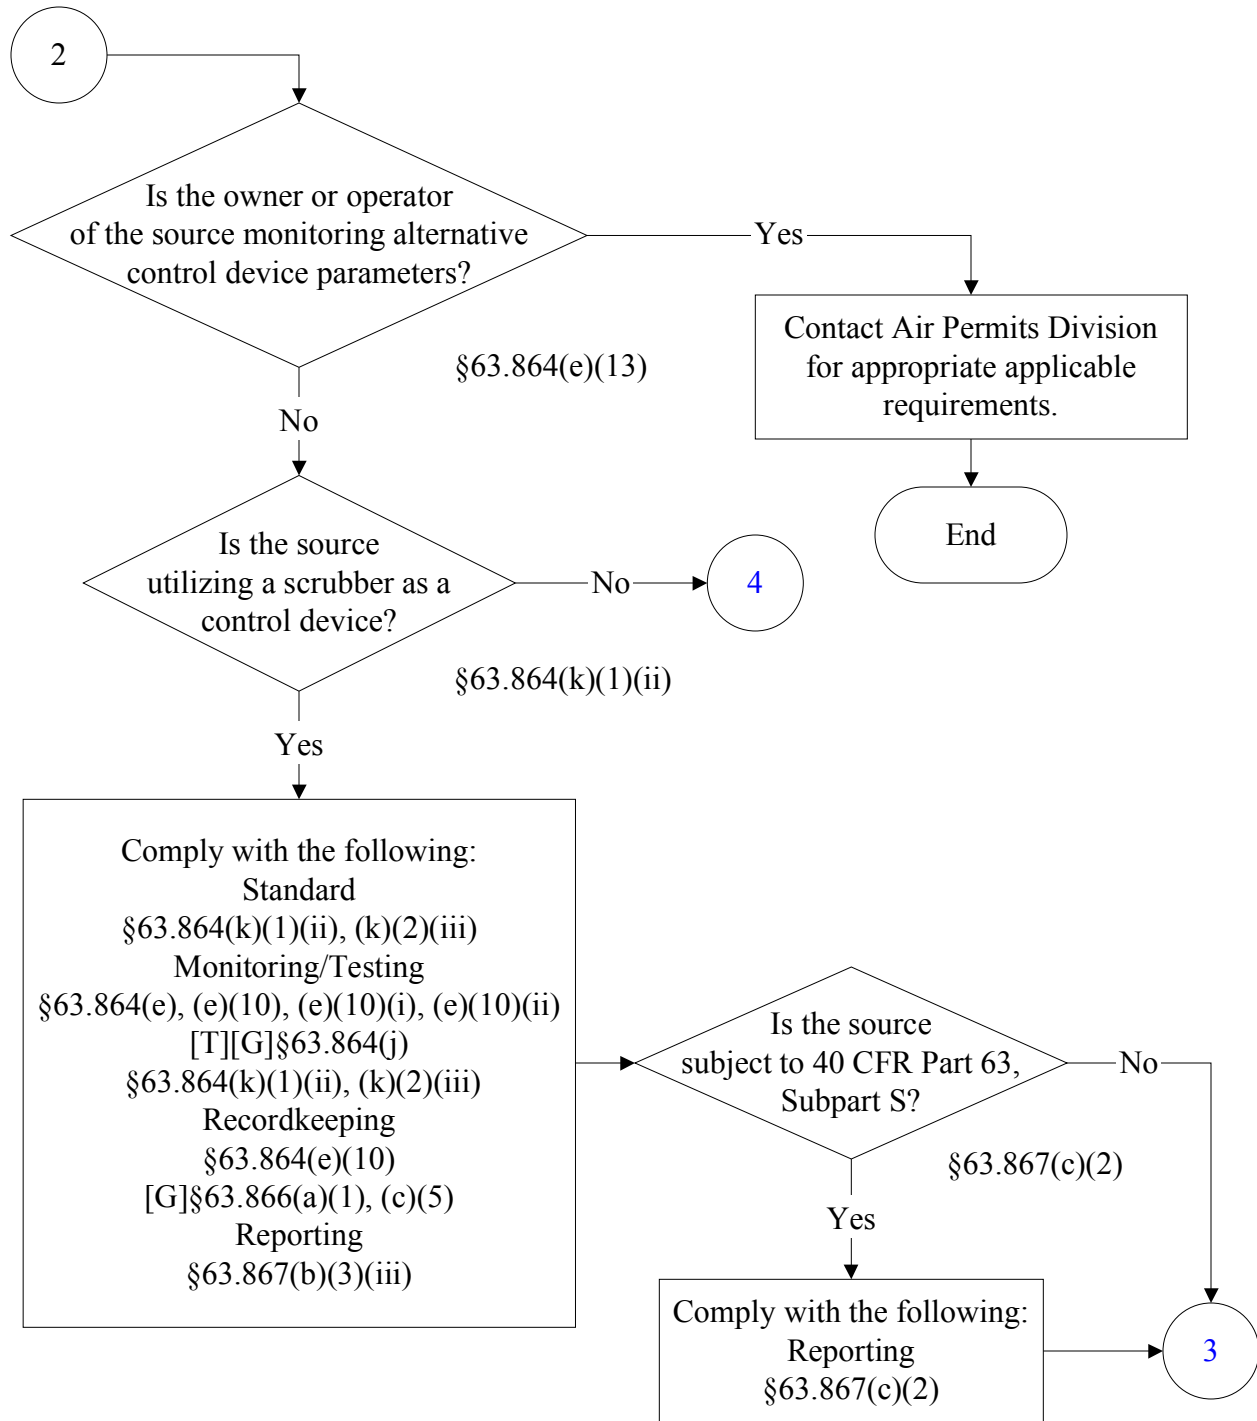 2
Is the owner or operator
of the source monitoring alternative
control device parameters?
Yes
Contact Air Permits Division
for appropriate applicable
requirements.
§63.864(e)(13)
No
End
Is the source
utilizing a scrubber as a
control device?
No
4
§63.864(k)(1)(ii)
Yes
Comply with the following:
Standard
§63.864(k)(1)(ii), (k)(2)(iii)
Monitoring/Testing
§63.864(e), (e)(10), (e)(10)(i), (e)(10)(ii)
[T][G]§63.864(j)
§63.864(k)(1)(ii), (k)(2)(iii)
Recordkeeping
§63.864(e)(10)
[G]§63.866(a)(1), (c)(5)
Reporting
§63.867(b)(3)(iii)
Is the source
subject to 40 CFR Part 63,
Subpart S?
No
§63.867(c)(2)
Yes
Comply with the following:
Reporting
§63.867(c)(2)
3